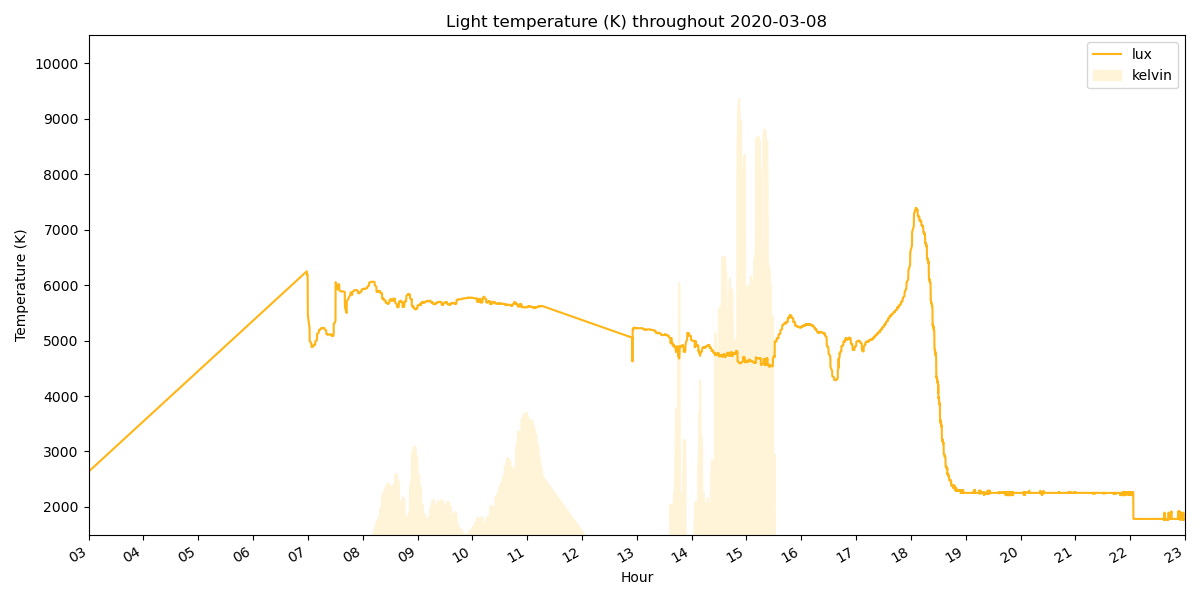 Light temperature (K) throughout 2020-03-08
lux
kelvin
Temperature (K)
10000
9000
8000
7000
6000
5000
4000
3000
2000
03 04 05 06 07 08 09 10 11 12 13 14 15 16 17 18 19 20 21 22 23
Hour